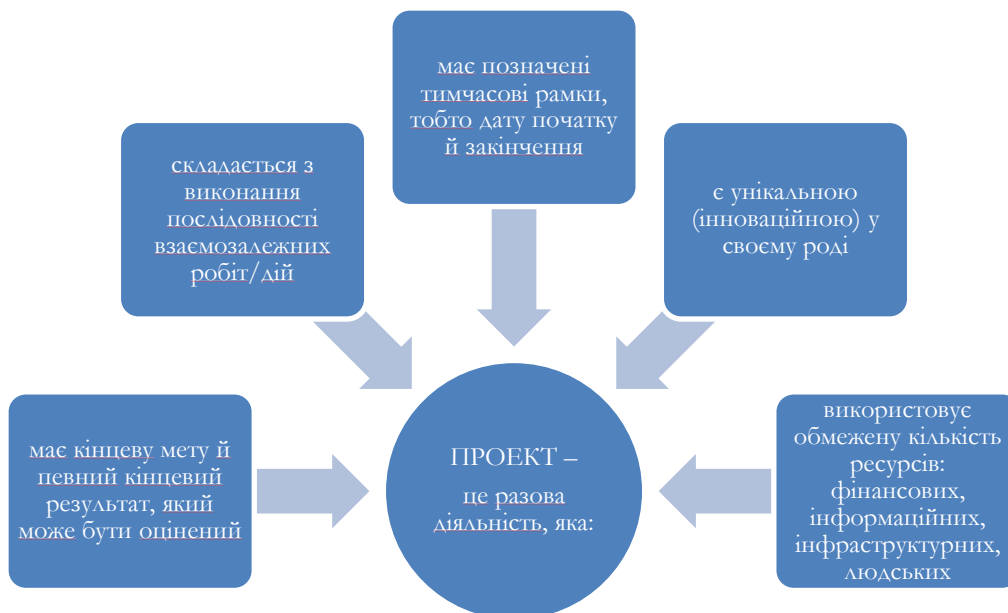 має позначені
тимчасові рамки,
тобто дату початку
й закінчення
складається з
виконання
послідовності
взаємозалежних
робіт/дій
є унікальною
(інноваційною) у
своєму роді
має кінцеву мету й
певний кінцевий
результат, який
може бути оцінений
ПРОЕКТ –
це разова
діяльність, яка:
використовує
обмежену кількість
ресурсів:
фінансових,
інформаційних,
інфраструктурних,
людських